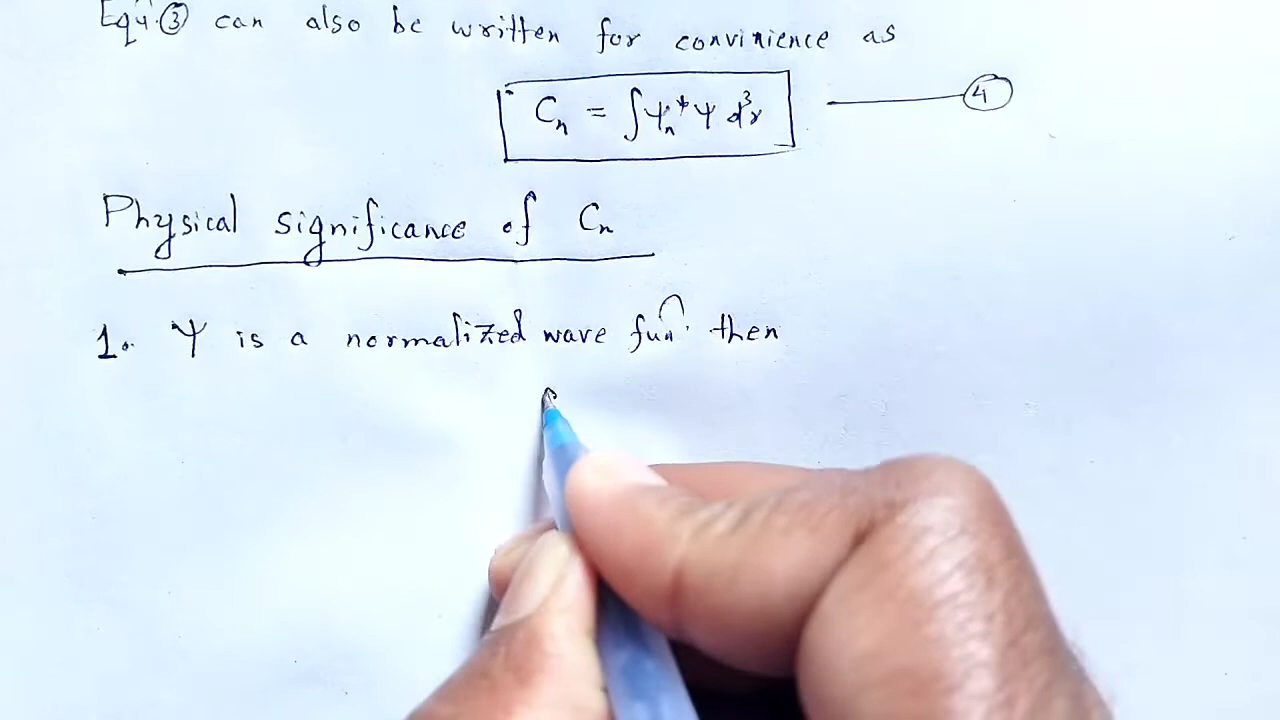 Eqⁿ. ③ can also be written for convinience as
Cₙ = ∫ψₙ*ψ d³r ④
Physical significance of Cₙ
1. ψ is a normalized wave fun. then